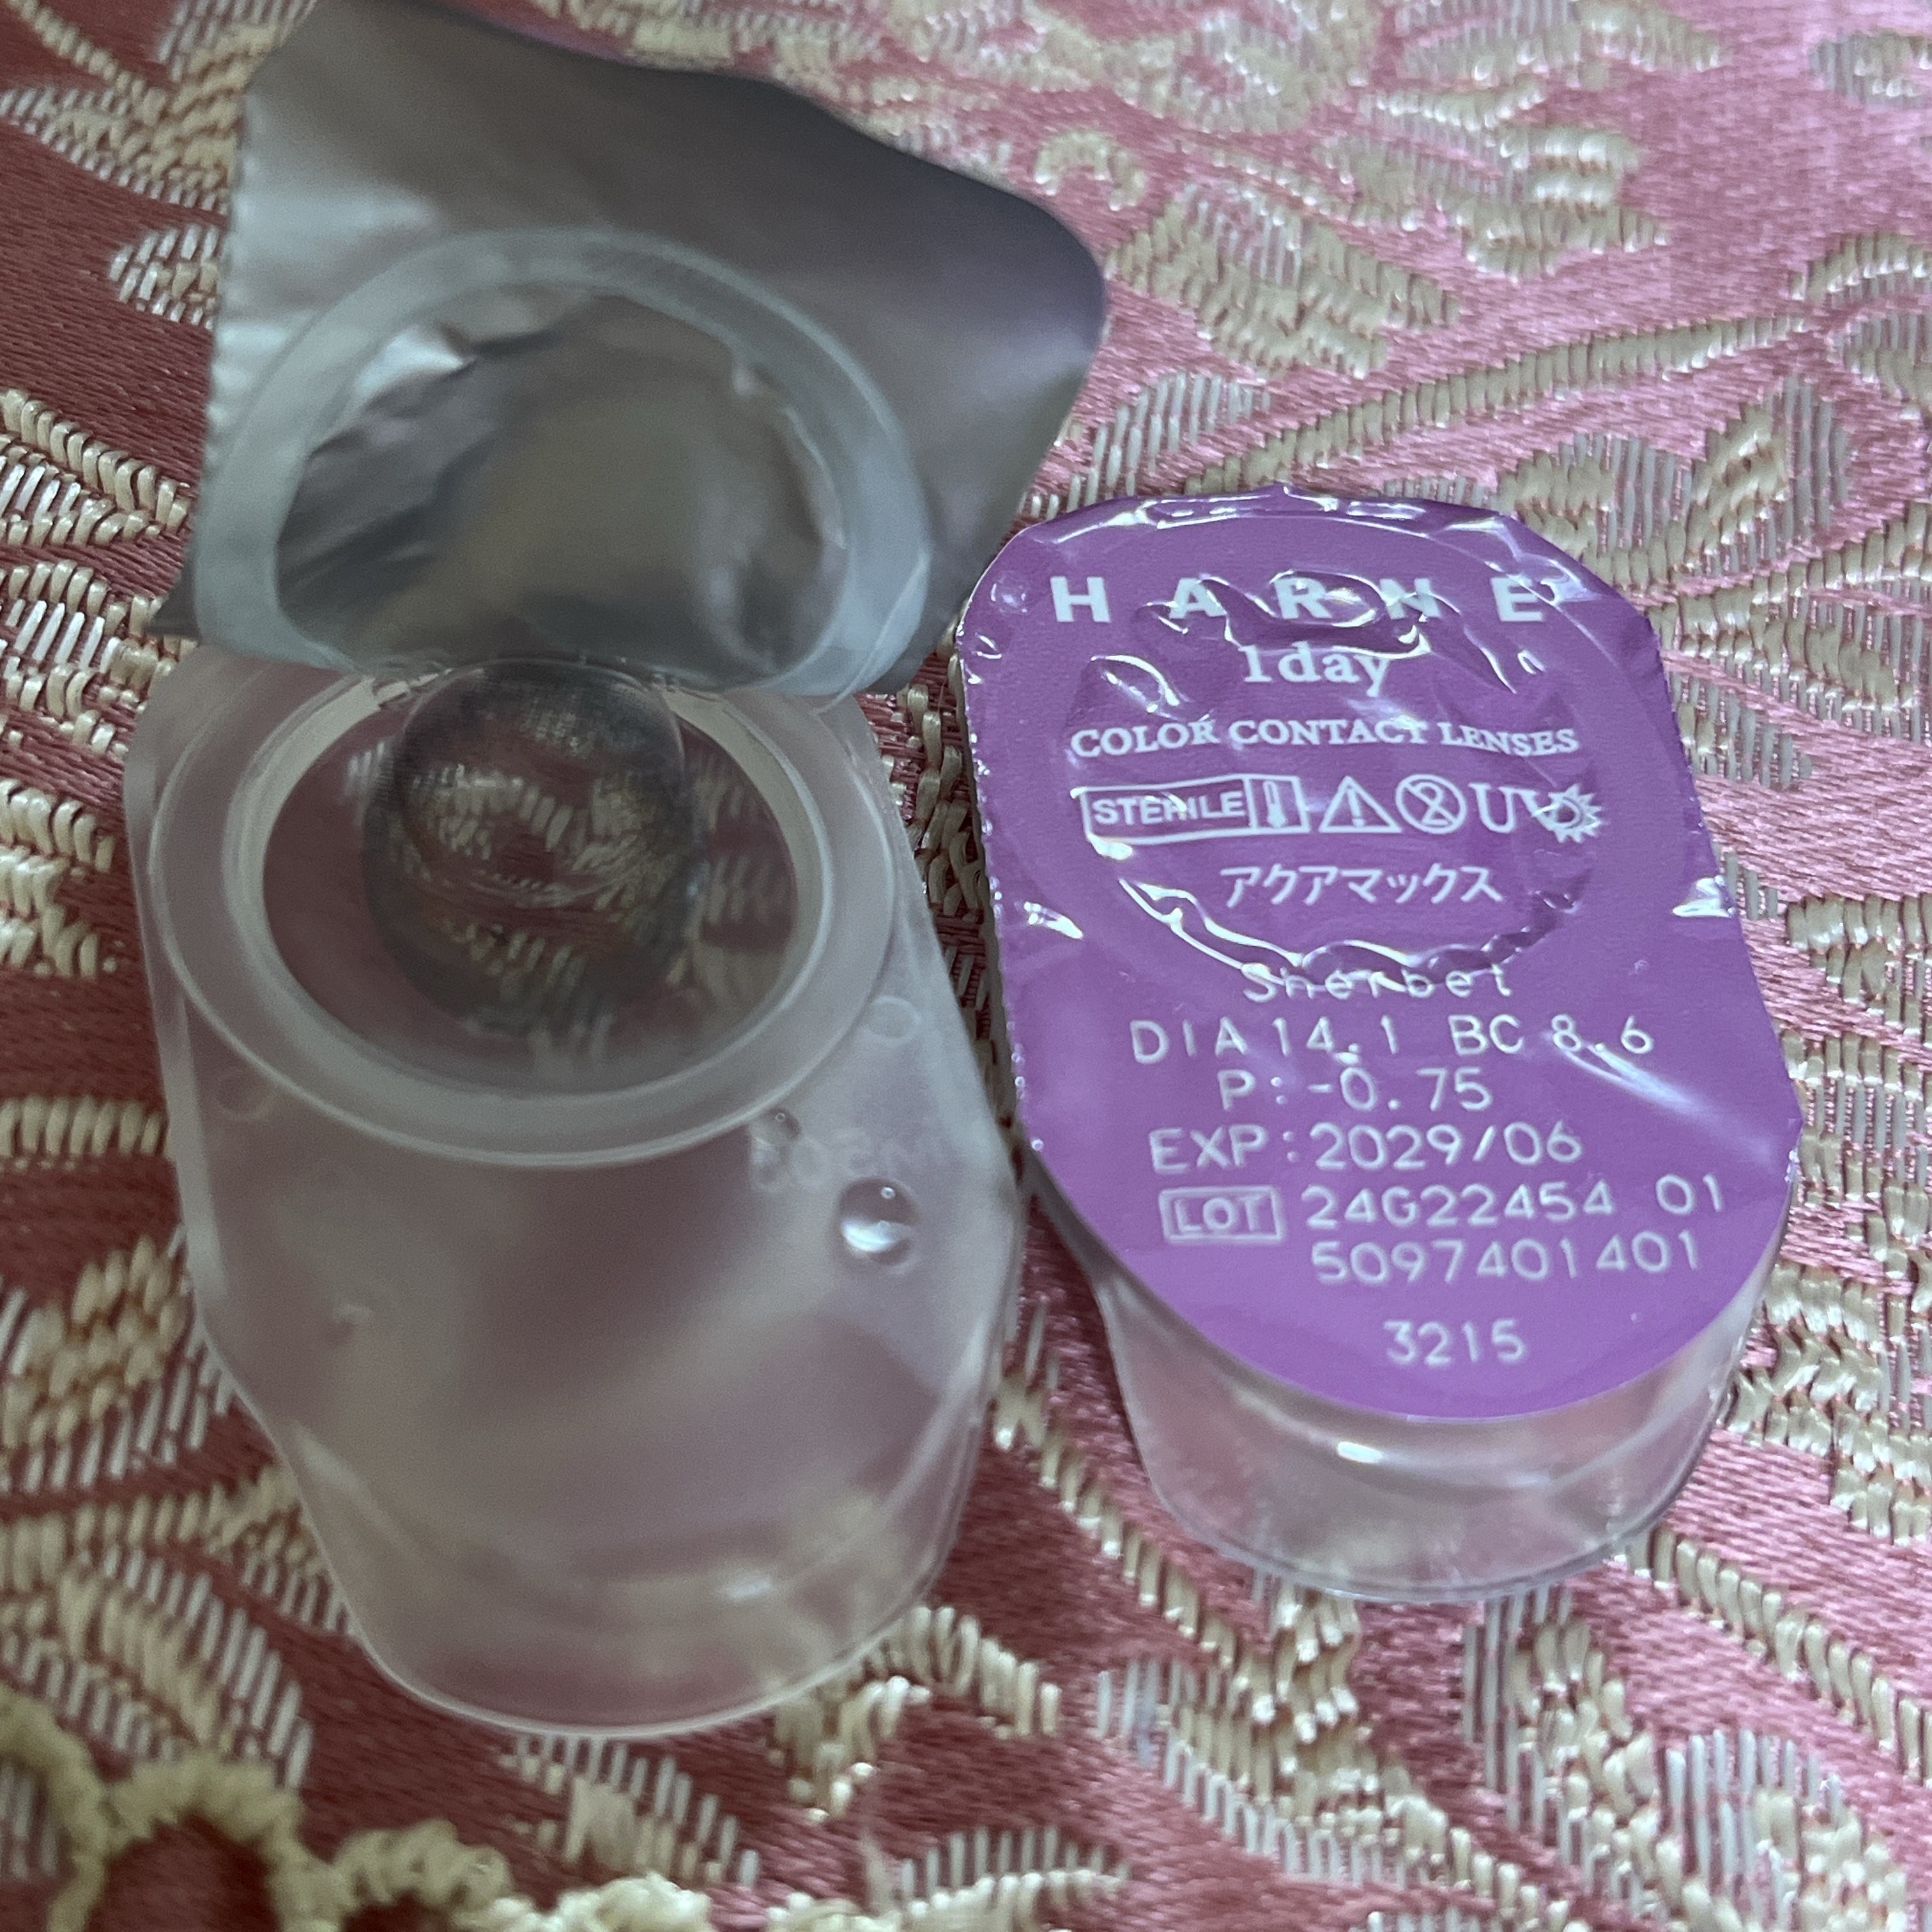 HARNE
1day
COLOR CONTACT LENSES
STERILE UV
アクアマックス
Sherbet
DIA 14.1 BC 8.6
P:-0.75
EXP:2029/06
LOT 24G22454 01
5097401401
3215